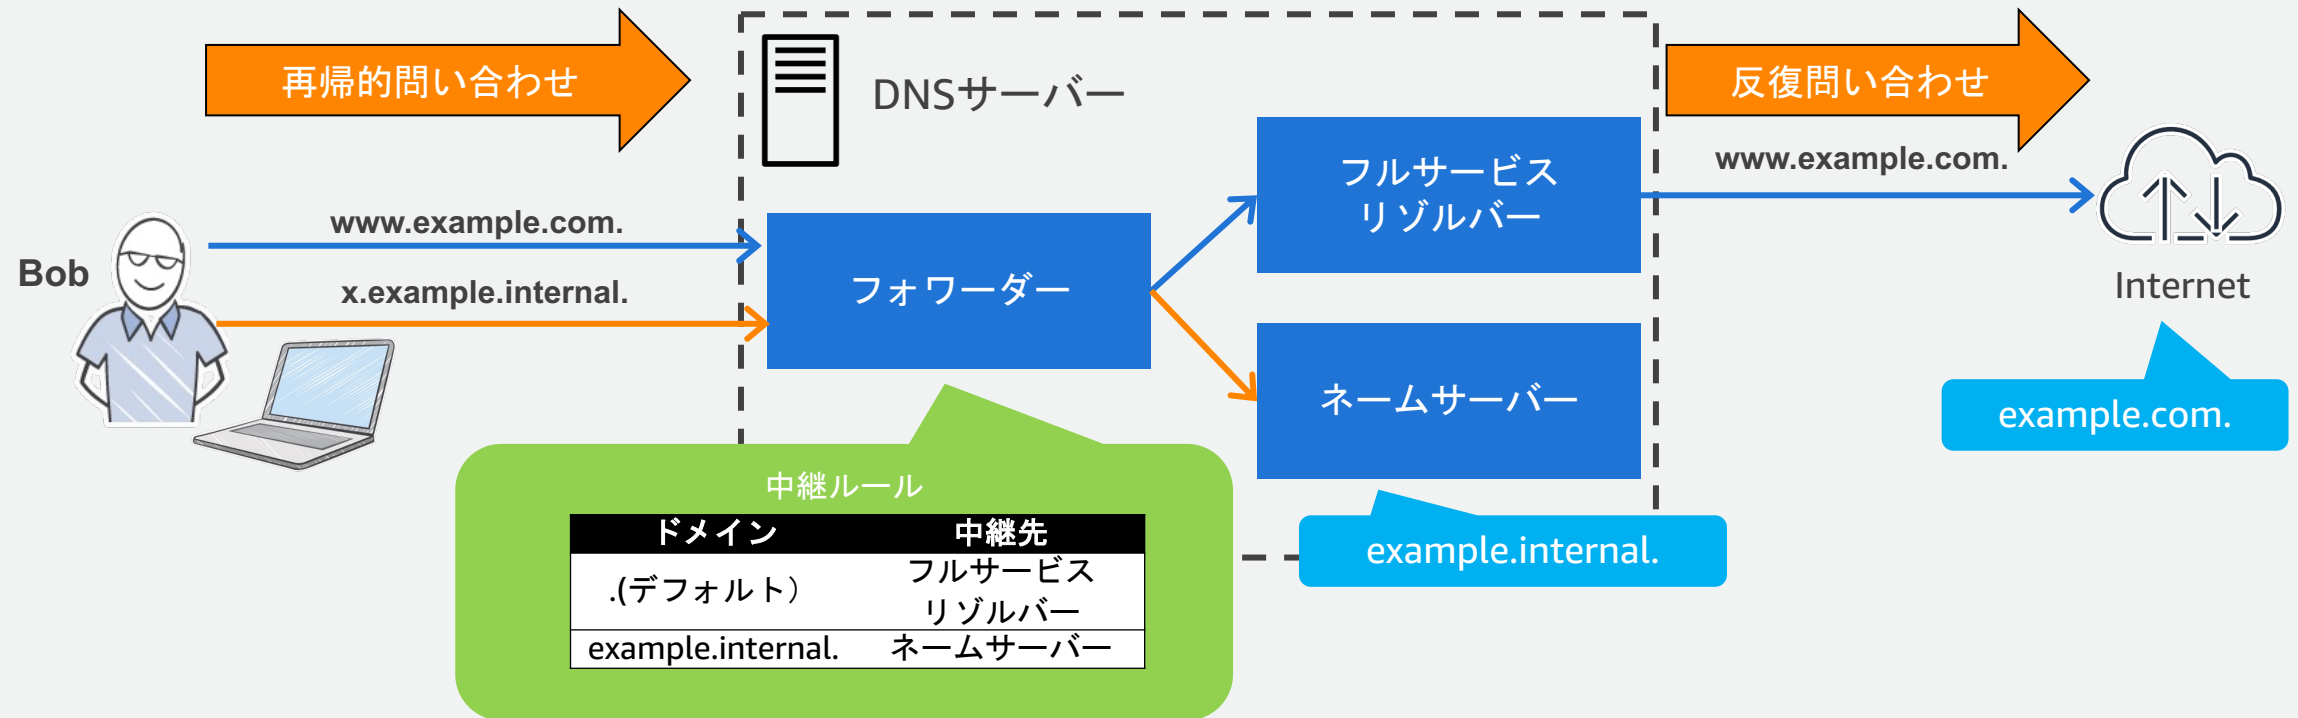 再帰的問い合わせ
DNSサーバー
反復問い合わせ
フルサービス
リゾルバー
www.example.com.
www.example.com.
Bob
x.example.internal.
フォワーダー
Internet
ネームサーバー
example.com.
中継ルール
ドメイン 中継先
.(デフォルト） フルサービス
リゾルバー
example.internal. ネームサーバー
example.internal.